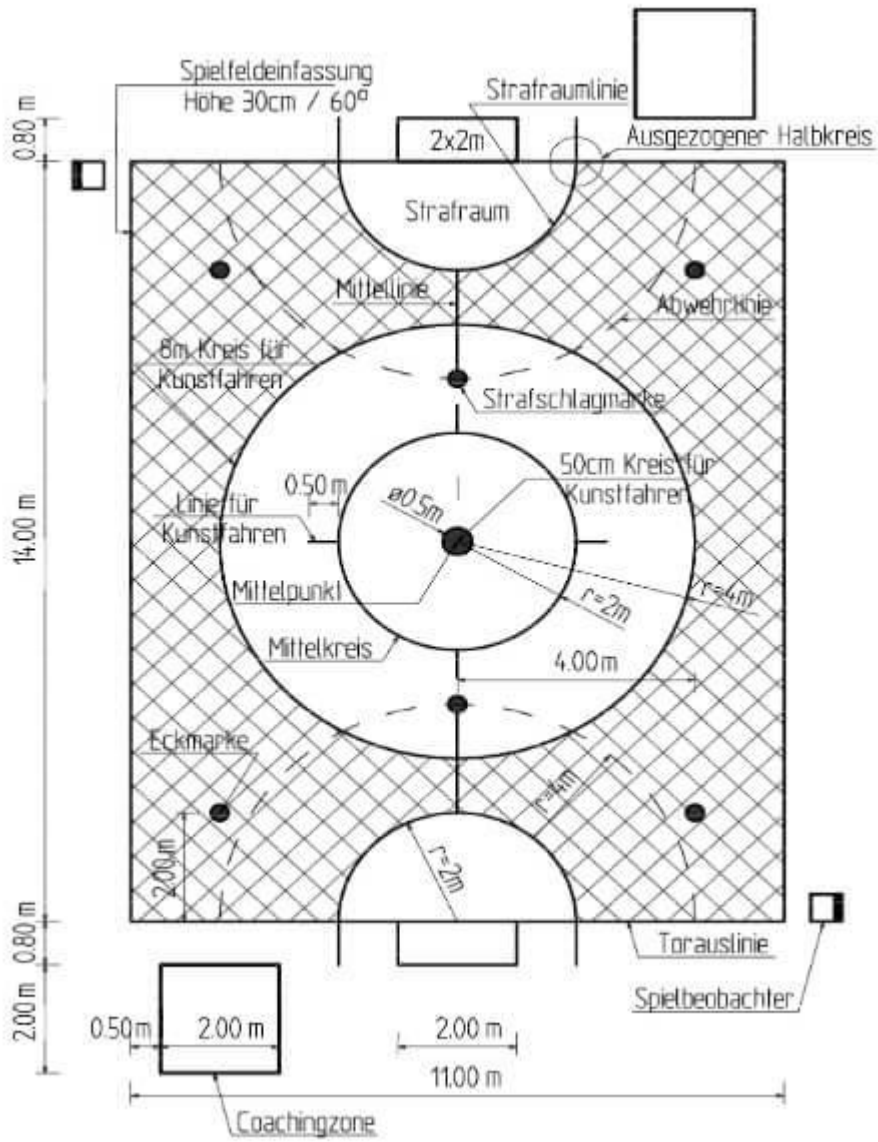 Spielfeldeinfassung
Höhe 30cm / 60°
Strafraumlinie
0.80 m
2x2m
Ausgezogener Halbkreis
Strafraum
Mittellinie
Abwehrlinie
8m Kreis für
Kunstfahren
Strafschlagmarke
14.00 m
0.50 m
ø0.5m
50cm Kreis für
Kunstfahren
Linie für
Kunstfahren
Mittelpunkt
r=2m
r=4m
Mittelkreis
4.00 m
Eckmarke
r=4m
2.00 m
r=2m
0.80 m
Torauslinie
Spielbeobachter
2.00 m
0.50 m
2.00 m
2.00 m
11.00 m
Coachingzone